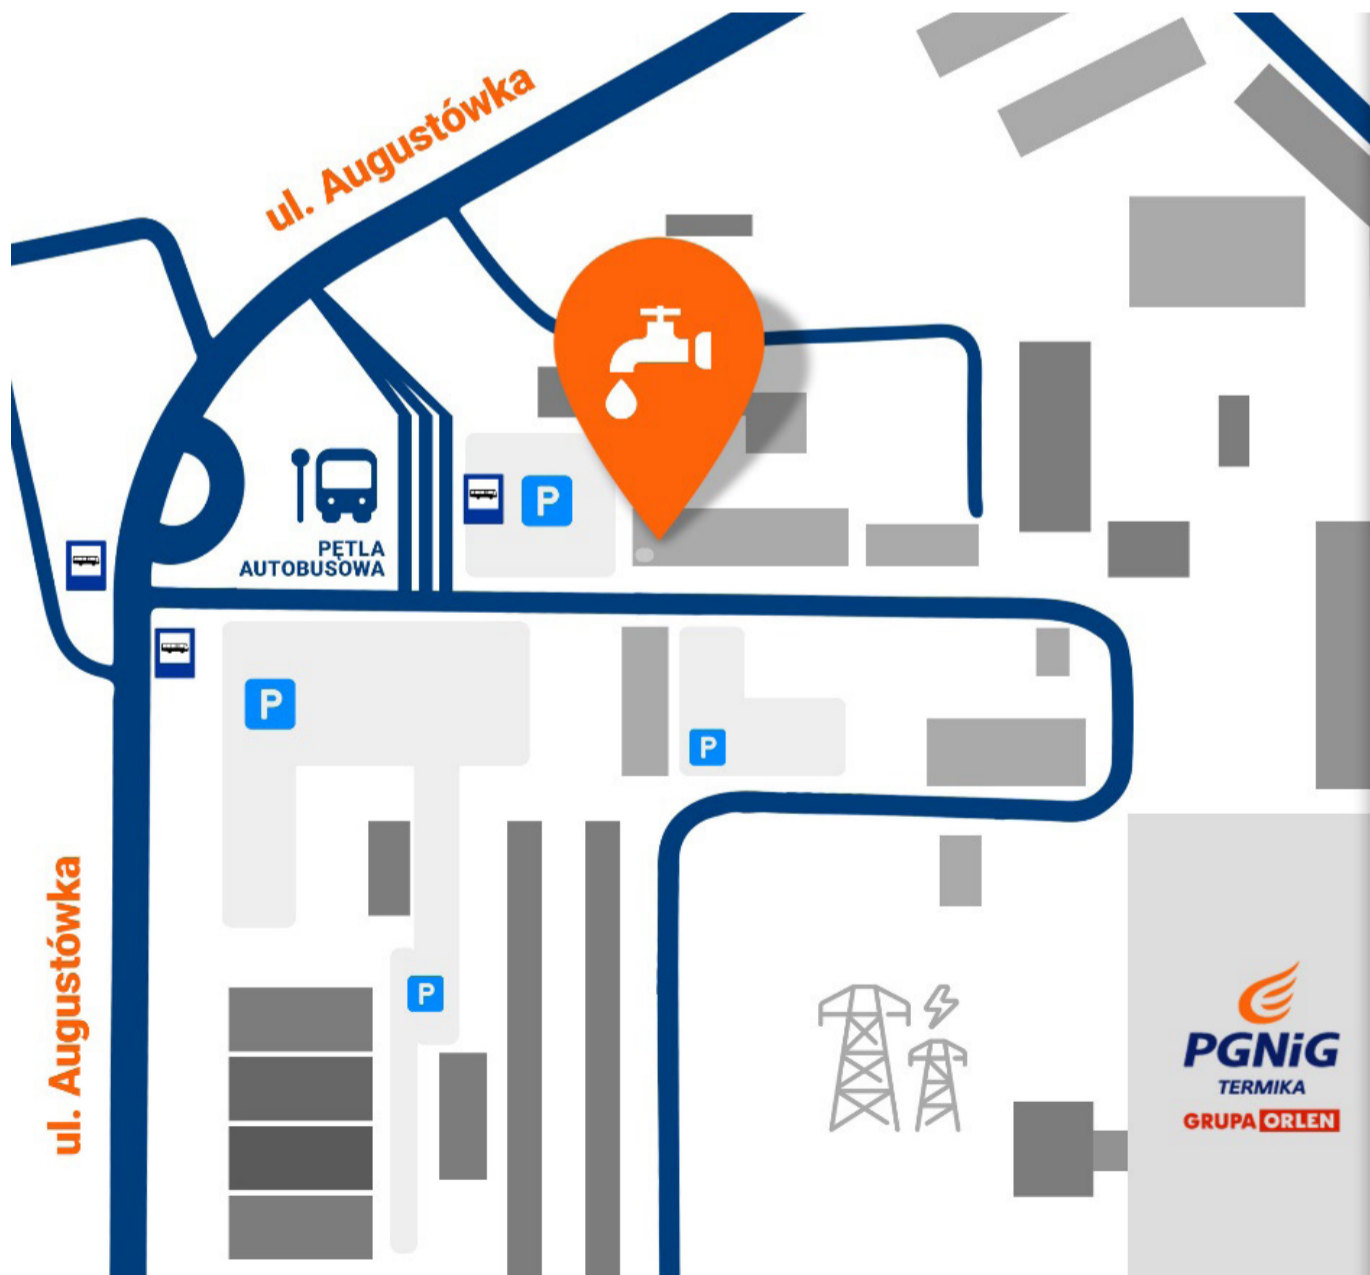 ul. Augustówka
PĘTLA
AUTOBUSOWA
P
P
P
ul. Augustówka
P
PGNiG
TERMIKA
GRUPA ORLEN